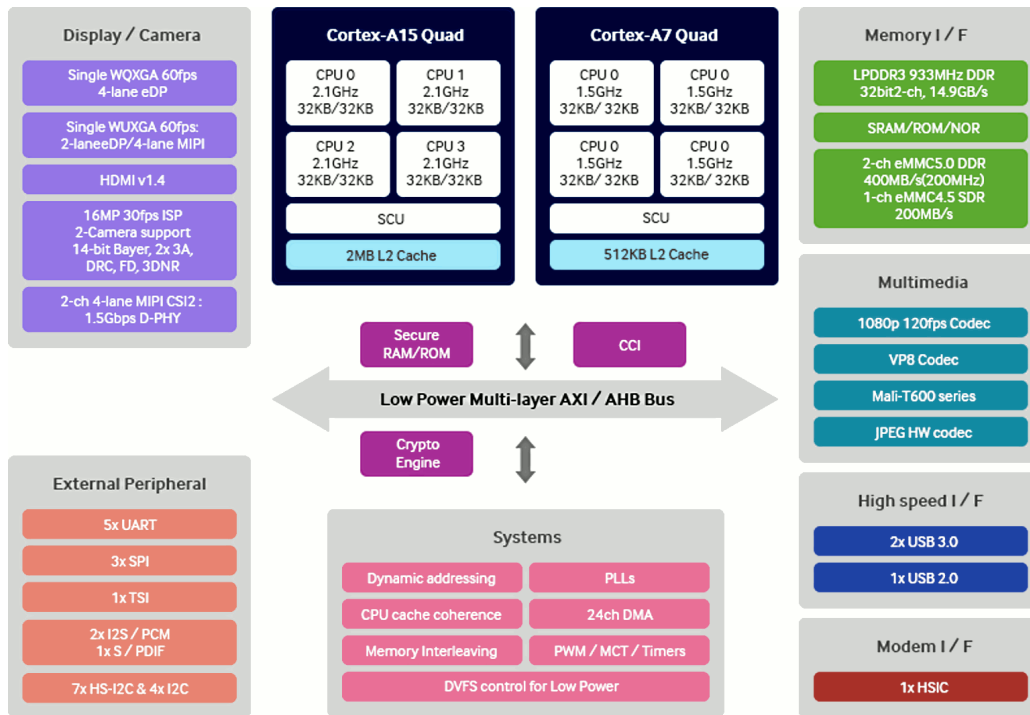 Display / Camera
Single WQXGA 60fps
4-lane eDP
Single WUXGA 60fps:
2-laneeDP/4-lane MIPI
HDMI v1.4
16MP 30fps ISP
2-Camera support
14-bit Bayer, 2x 3A,
DRC, FD, 3DNR
2-ch 4-lane MIPI CSI2 :
1.5Gbps D-PHY
Cortex-A15 Quad
CPU 0
2.1GHz
32KB/32KB
CPU 1
2.1GHz
32KB/32KB
CPU 2
2.1GHz
32KB/32KB
CPU 3
2.1GHz
32KB/32KB
SCU
2MB L2 Cache
Cortex-A7 Quad
CPU 0
1.5GHz
32KB/ 32KB
CPU 0
1.5GHz
32KB/ 32KB
CPU 0
1.5GHz
32KB/ 32KB
CPU 0
1.5GHz
32KB/ 32KB
SCU
512KB L2 Cache
Memory I / F
LPDDR3 933MHz DDR
32bit2-ch, 14.9GB/s
SRAM/ROM/NOR
2-ch eMMC5.0 DDR
400MB/s(200MHz)
1-ch eMMC4.5 SDR
200MB/s
Multimedia
1080p 120fps Codec
VP8 Codec
Mali-T600 series
JPEG HW codec
Secure
RAM/ROM
CCI
Low Power Multi-layer AXI / AHB Bus
Crypto
Engine
External Peripheral
5x UART
3x SPI
1x TSI
2x I2S / PCM
1x S / PDIF
7x HS-I2C & 4x I2C
Systems
Dynamic addressing
PLLs
CPU cache coherence
24ch DMA
Memory Interleaving
PWM / MCT / Timers
DVFS control for Low Power
High speed I / F
2x USB 3.0
1x USB 2.0
Modem I / F
1x HSIC